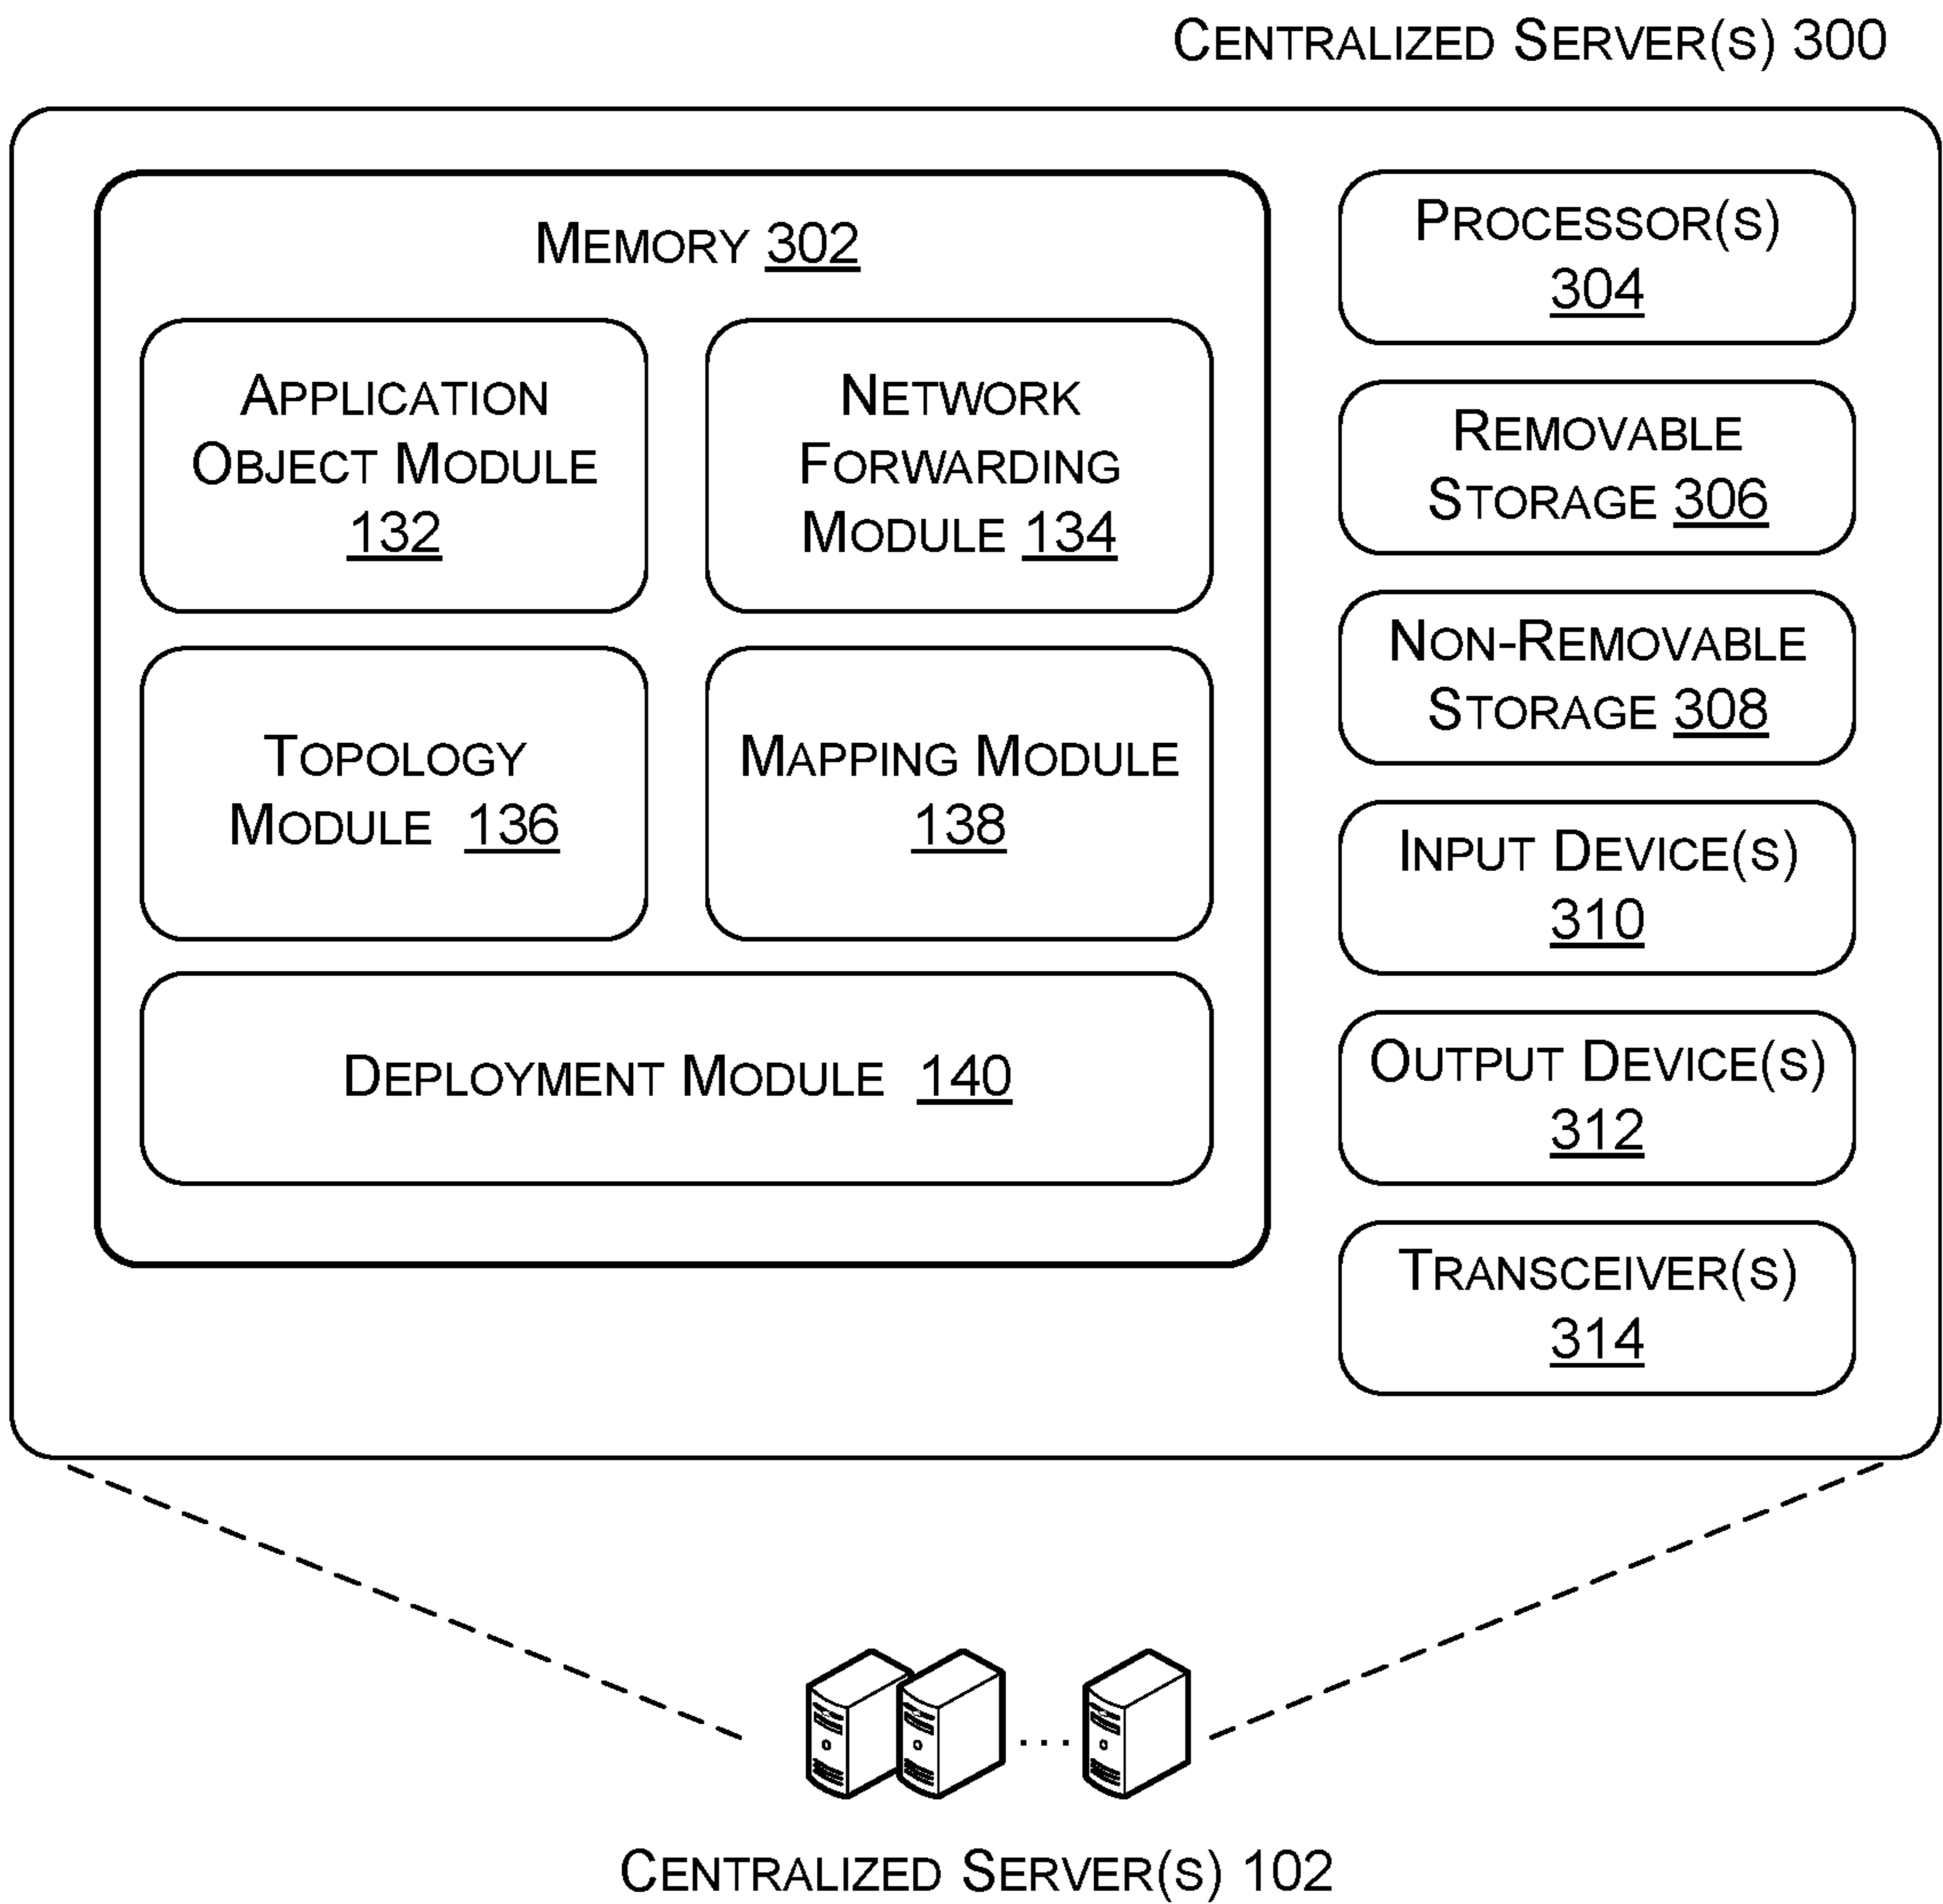 CENTRALIZED SERVER(S) 300
MEMORY 302
APPLICATION
OBJECT MODULE
132
NETWORK
FORWARDING
MODULE 134
TOPOLOGY
MODULE 136
MAPPING MODULE
138
DEPLOYMENT MODULE 140
PROCESSOR(S)
304
REMOVABLE
STORAGE 306
NON-REMOVABLE
STORAGE 308
INPUT DEVICE(S)
310
OUTPUT DEVICE(S)
312
TRANSCEIVER(S)
314
...
CENTRALIZED SERVER(S) 102